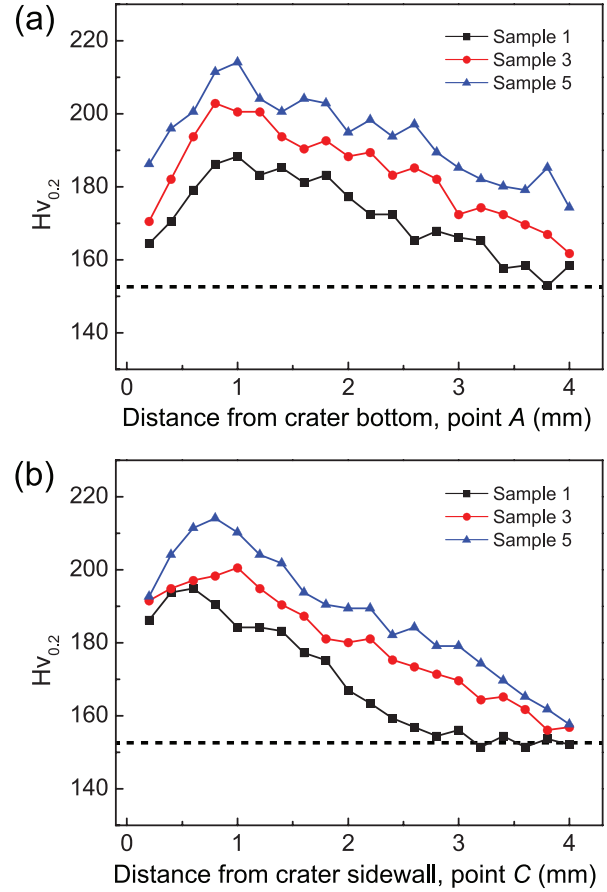 (a)
220
200
180
160
140
Hv0.2
Sample 1
Sample 3
Sample 5
0 1 2 3 4
Distance from crater bottom, point A (mm)
(b)
220
200
180
160
140
Hv0.2
Sample 1
Sample 3
Sample 5
0 1 2 3 4
Distance from crater sidewall, point C (mm)